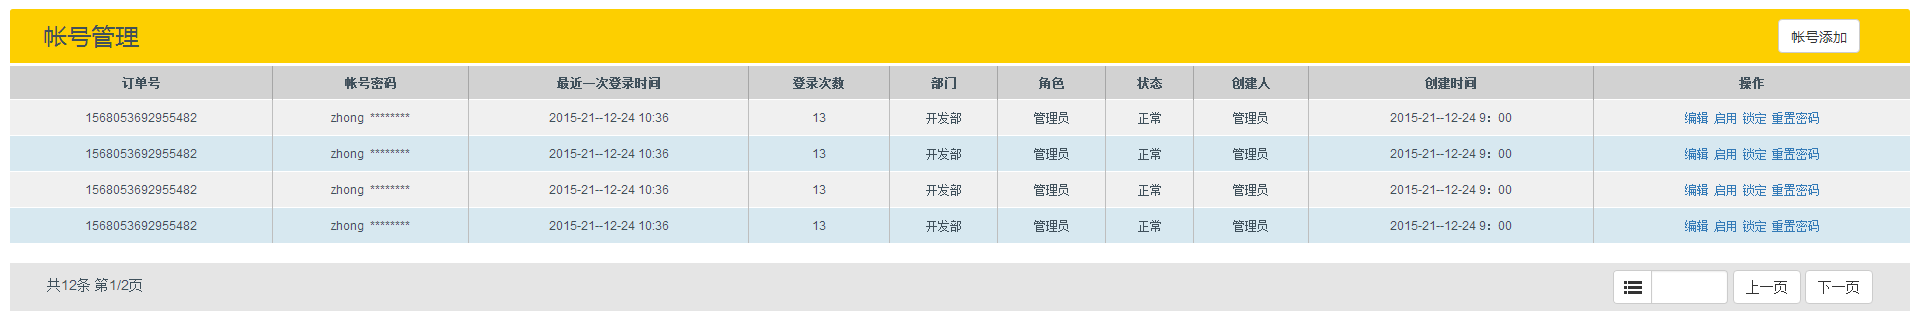 帐号管理 帐号添加
订单号 帐号密码 最近一次登录时间 登录次数 部门 角色 状态 创建人 创建时间 操作
1568053692955482 zhong ******** 2015-21--12-24 10:36 13 开发部 管理员 正常 管理员 2015-21--12-24 9：00 编辑 启用 锁定 重置密码
1568053692955482 zhong ******** 2015-21--12-24 10:36 13 开发部 管理员 正常 管理员 2015-21--12-24 9：00 编辑 启用 锁定 重置密码
1568053692955482 zhong ******** 2015-21--12-24 10:36 13 开发部 管理员 正常 管理员 2015-21--12-24 9：00 编辑 启用 锁定 重置密码
1568053692955482 zhong ******** 2015-21--12-24 10:36 13 开发部 管理员 正常 管理员 2015-21--12-24 9：00 编辑 启用 锁定 重置密码
共12条 第1/2页 上一页 下一页